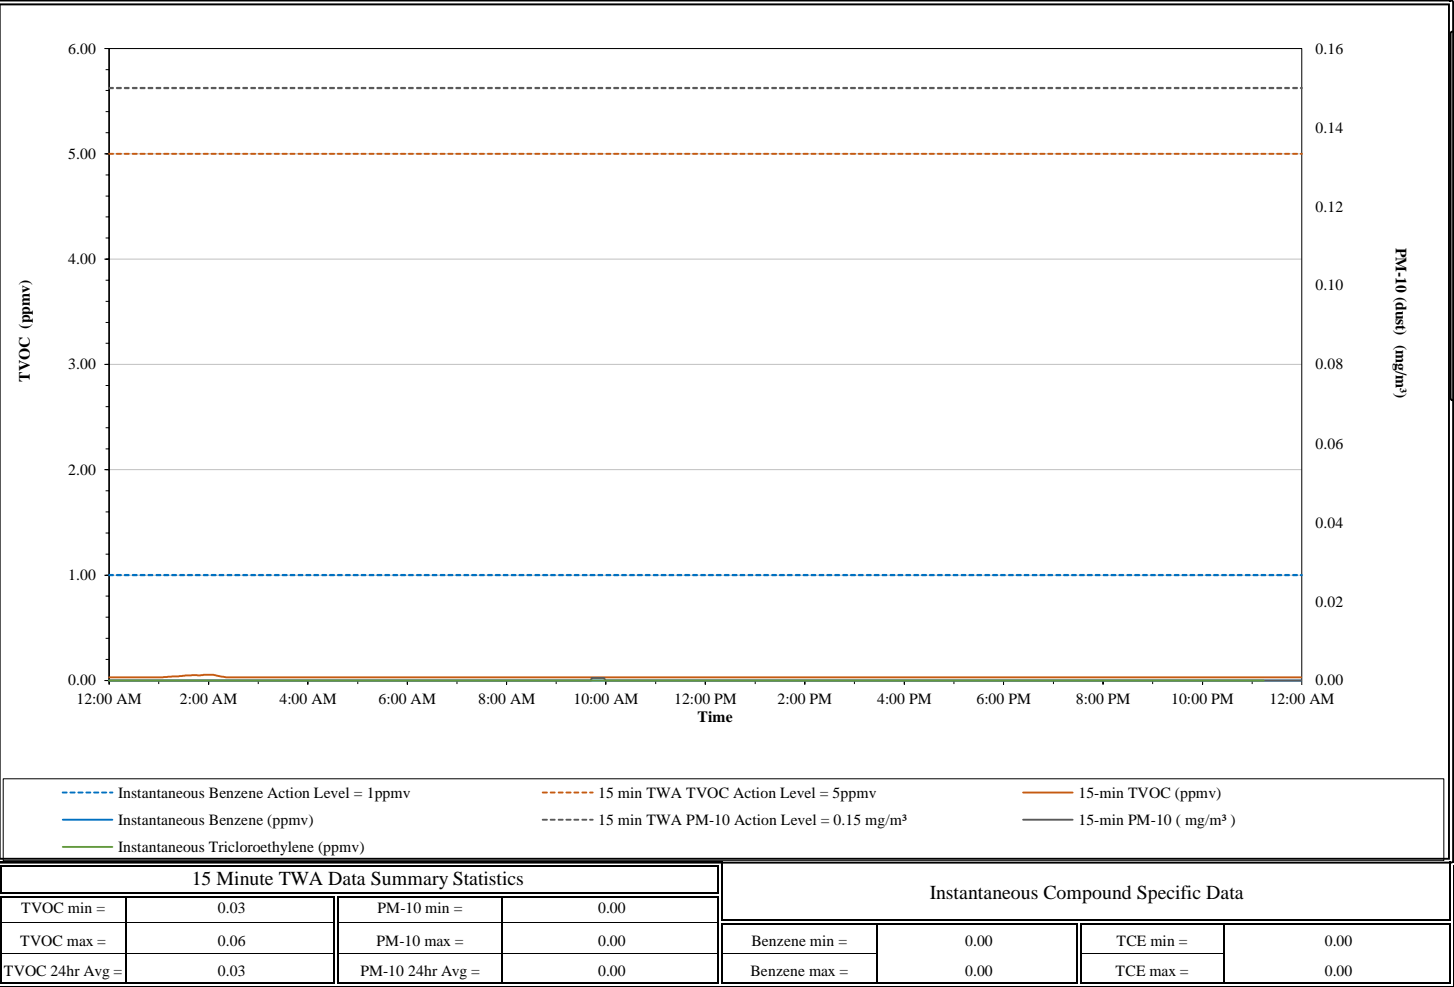 6.00
5.00
4.00
3.00
2.00
1.00
0.00
TVOC (ppmv)
0.16
0.14
0.12
0.10
0.08
0.06
0.04
0.02
0.00
PM-10 (dust) (mg/m³)
12:00 AM 2:00 AM 4:00 AM 6:00 AM 8:00 AM 10:00 AM 12:00 PM 2:00 PM 4:00 PM 6:00 PM 8:00 PM 10:00 PM 12:00 AM
Time
Instantaneous Benzene Action Level = 1ppmv 15 min TWA TVOC Action Level = 5ppmv 15-min TVOC (ppmv)
Instantaneous Benzene (ppmv) 15 min TWA PM-10 Action Level = 0.15 mg/m³ 15-min PM-10 ( mg/m³ )
Instantaneous Tricloroethylene (ppmv)
15 Minute TWA Data Summary Statistics
Instantaneous Compound Specific Data
TVOC min = 0.03 PM-10 min = 0.00
TVOC max = 0.06 PM-10 max = 0.00 Benzene min = 0.00 TCE min = 0.00
TVOC 24hr Avg = 0.03 PM-10 24hr Avg = 0.00 Benzene max = 0.00 TCE max = 0.00